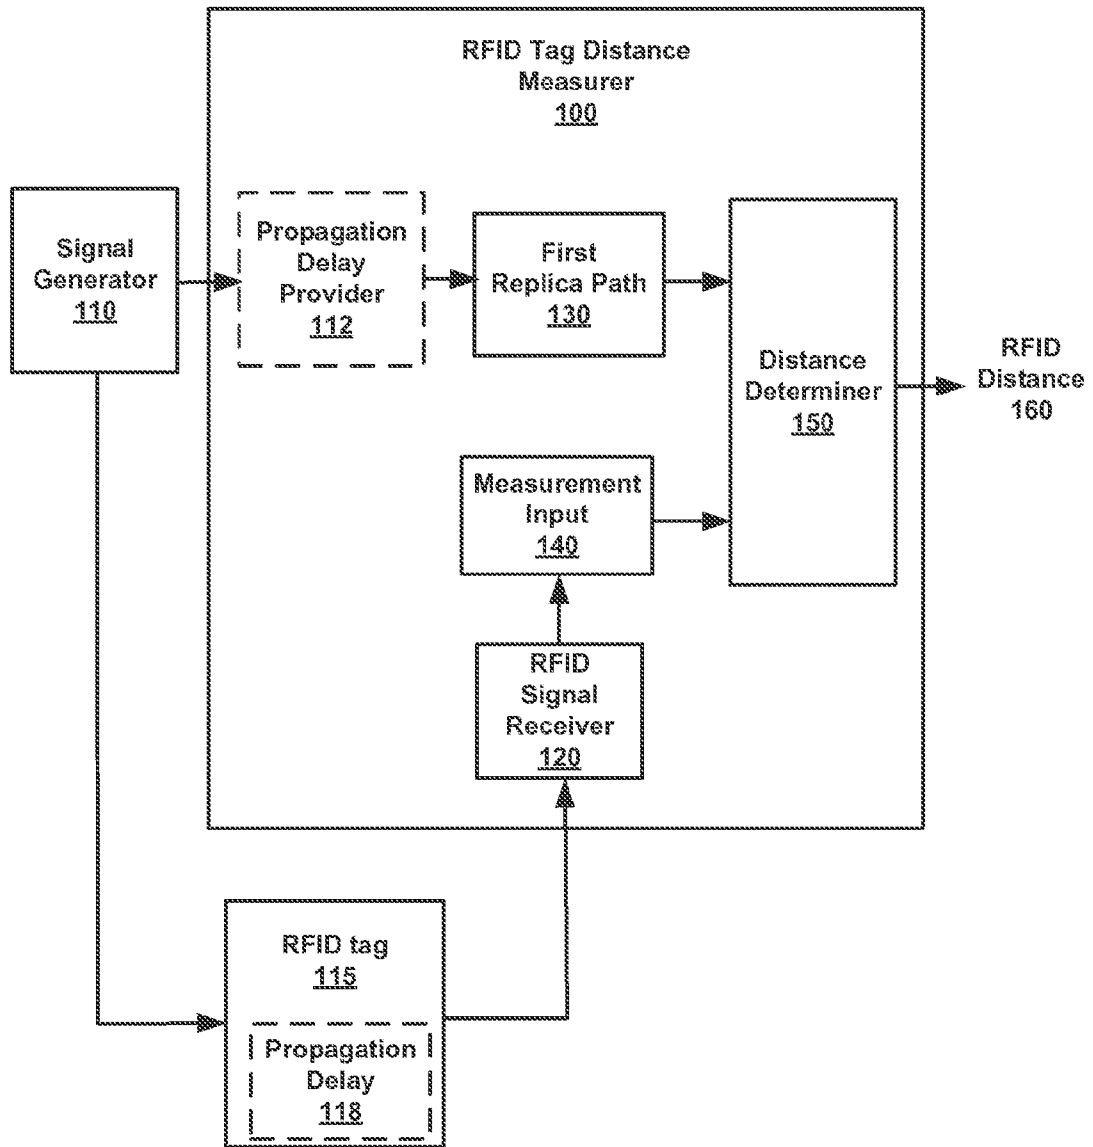 RFID Tag Distance
Measurer
100
Signal
Generator
110
Propagation
Delay
Provider
112
First
Replica Path
130
Distance
Determiner
150
RFID
Distance
160
Measurement
Input
140
RFID
Signal
Receiver
120
RFID tag
115
Propagation
Delay
118